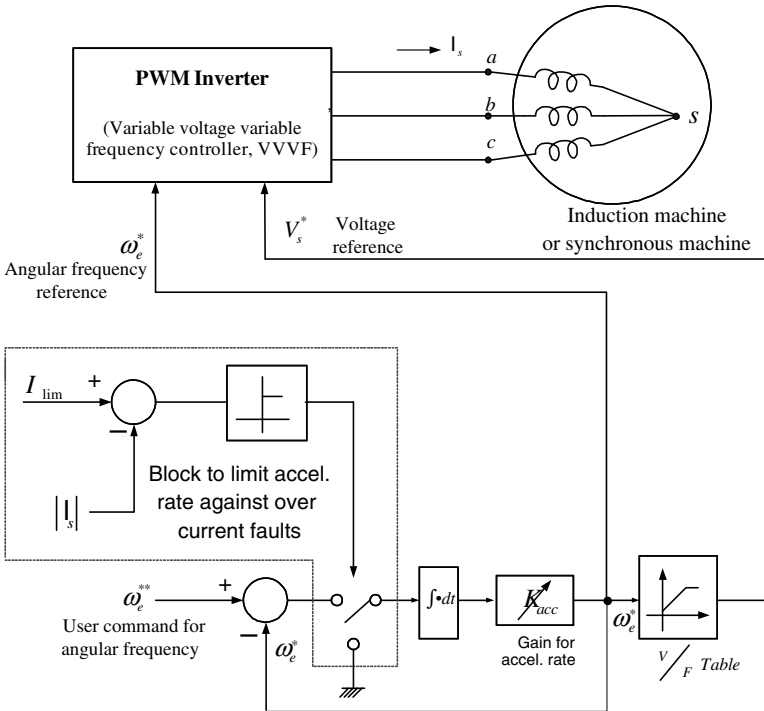 I_s
a
PWM Inverter
b
s
(Variable voltage variable
frequency controller, VVVF)
c
Induction machine
or synchronous machine
V_s^* Voltage
reference
ω_e^*
Angular frequency
reference
I_lim
+
−
Block to limit accel.
rate against over
current faults
|I_s|
ω_e^**
+
−
User command for
angular frequency
ω_e^*
∫•dt
K_acc
ω_e^*
Gain for
accel. rate
V/F Table